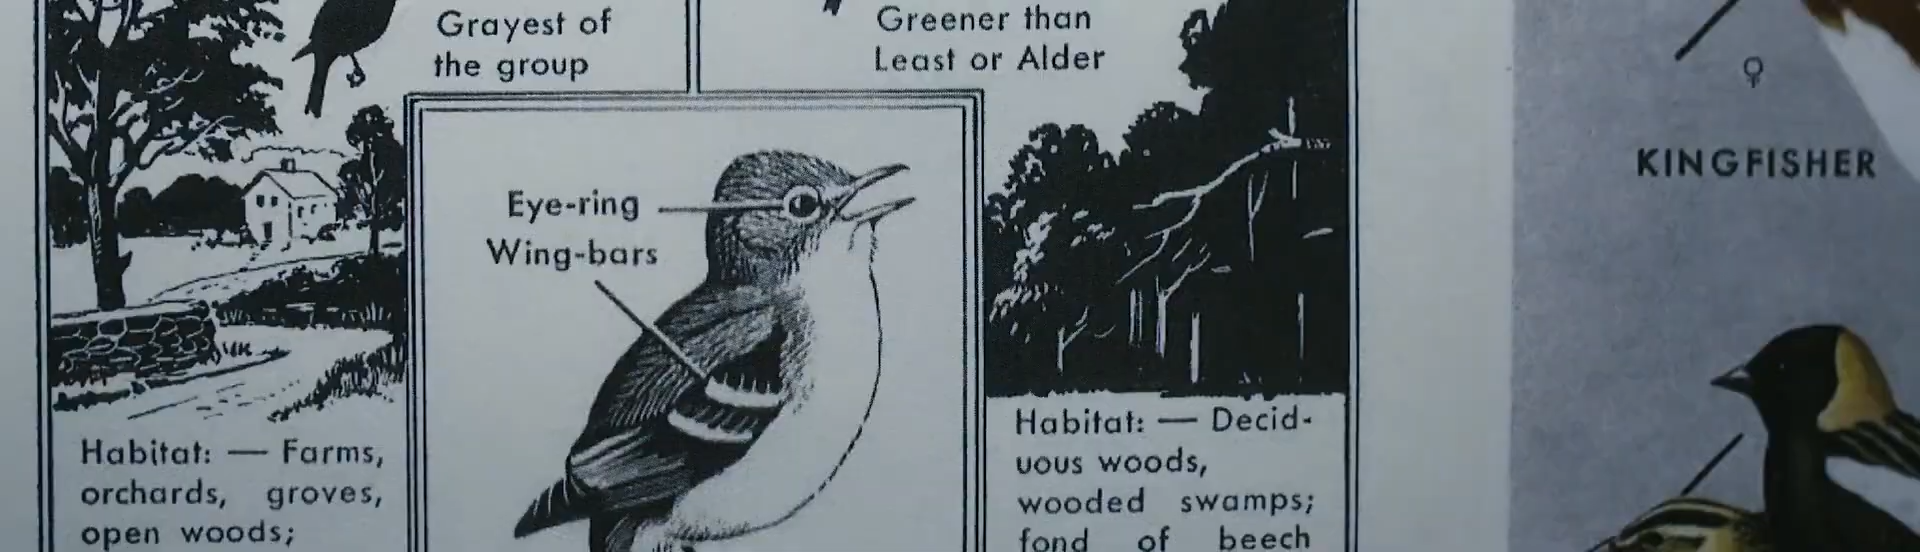 Grayest of
the group
Greener than
Least or Alder
Eye-ring
Wing-bars
Habitat: — Farms,
orchards, groves,
open woods;
Habitat: — Decid-
uous woods,
wooded swamps;
fond of beech
♀
KINGFISHER